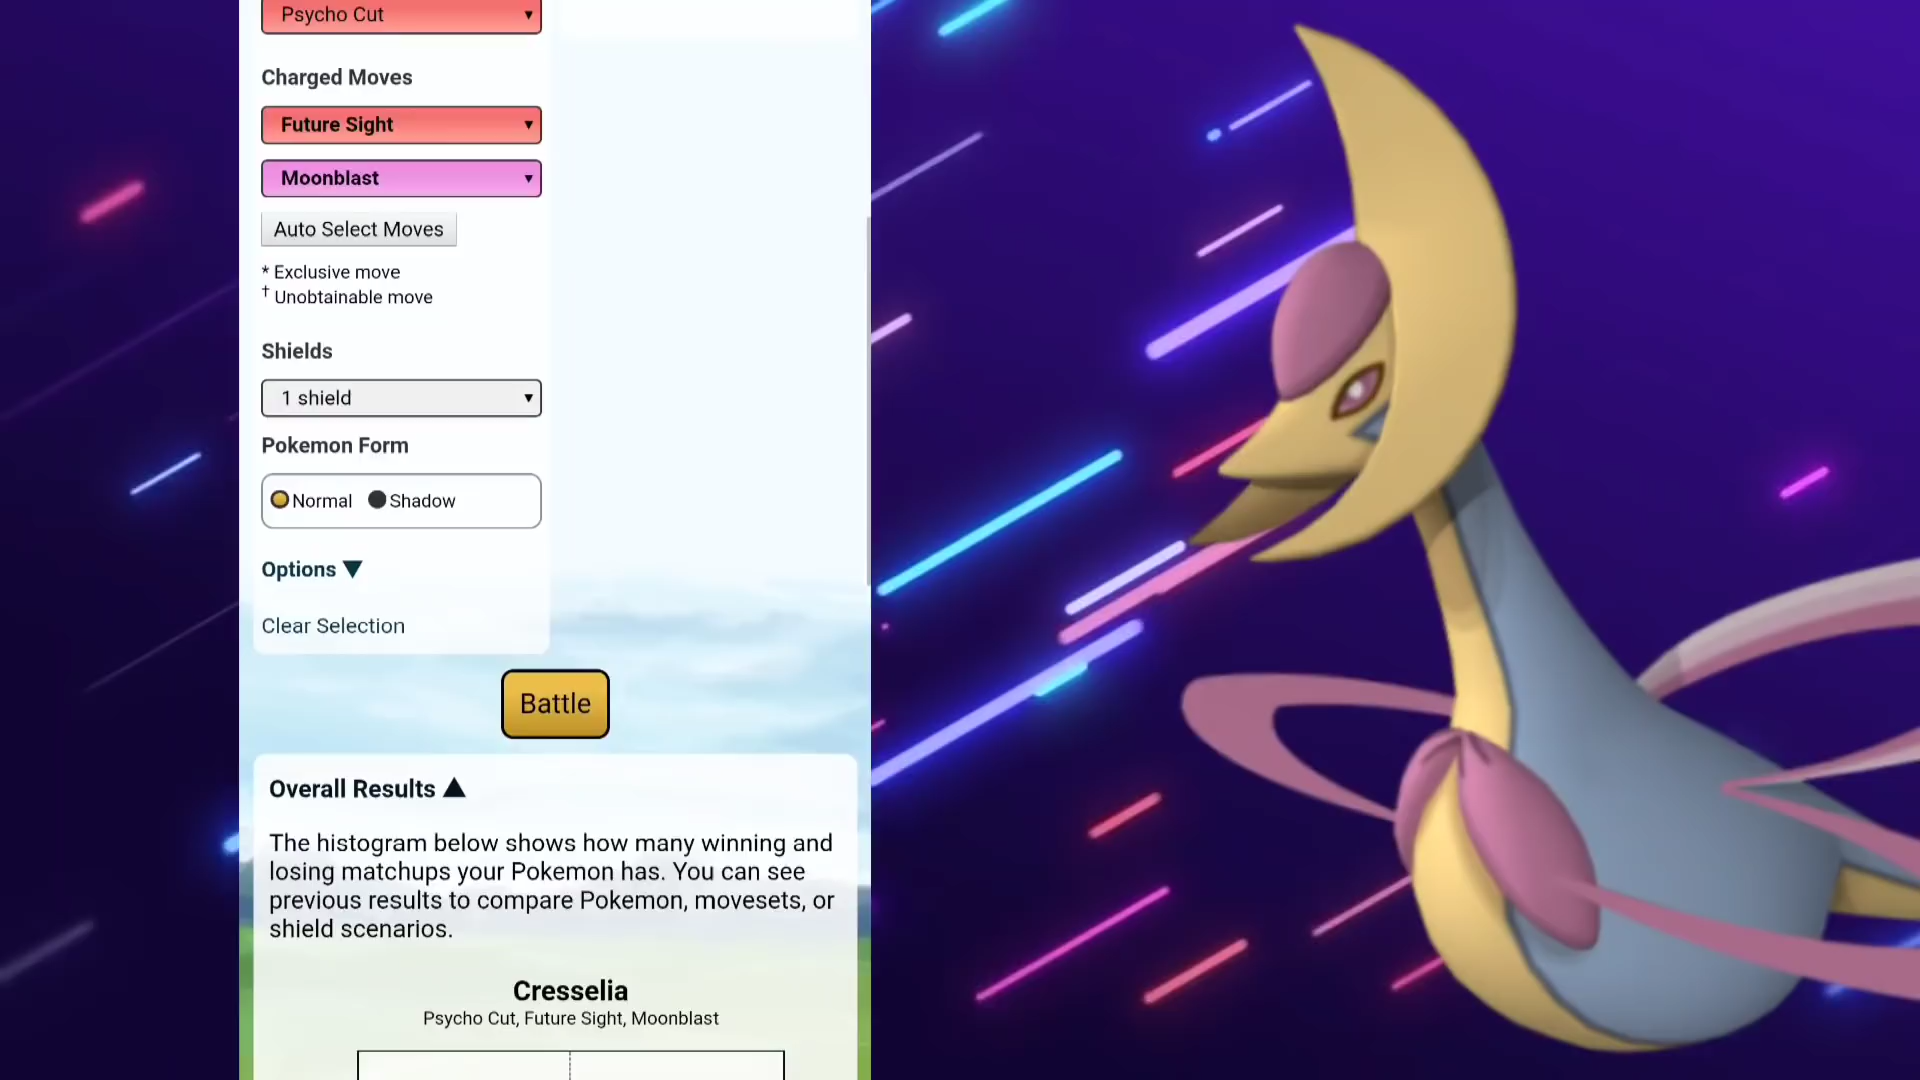 Psycho Cut ▼
Charged Moves
Future Sight ▼
Moonblast ▼
Auto Select Moves
* Exclusive move
† Unobtainable move
Shields
1 shield ▼
Pokemon Form
Normal Shadow
Options ▼
Clear Selection
Battle
Overall Results ▲
The histogram below shows how many winning and
losing matchups your Pokemon has. You can see
previous results to compare Pokemon, movesets, or
shield scenarios.
Cresselia
Psycho Cut, Future Sight, Moonblast